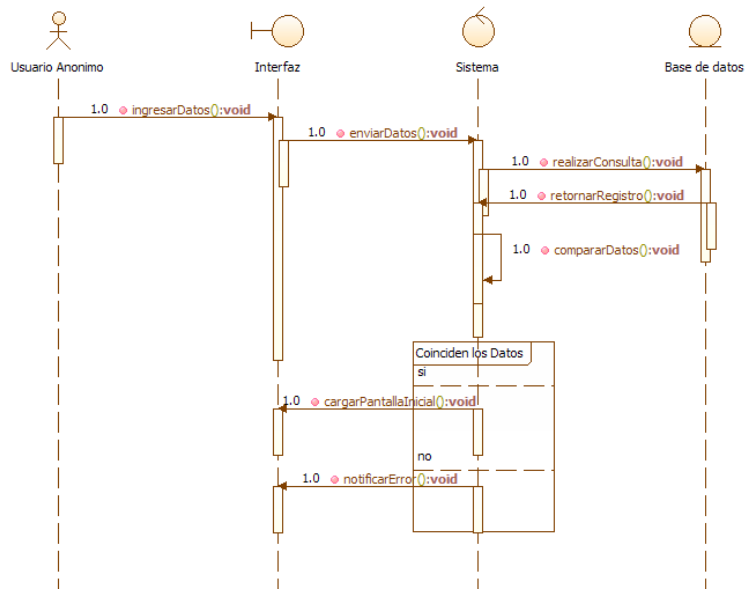 Usuario Anonimo
Interfaz
Sistema
Base de datos
1.0 ingresarDatos():void
1.0 enviarDatos():void
1.0 realizarConsulta():void
1.0 retornarRegistro():void
1.0 compararDatos():void
Coinciden los Datos
si
1.0 cargarPantallaInicial():void
no
1.0 notificarError():void